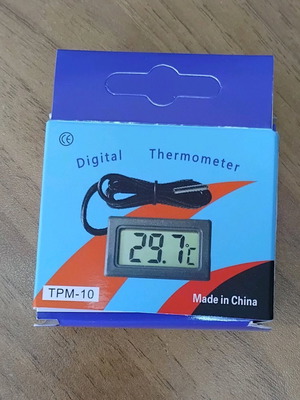 CE
Digital Thermometer
29.7°C
TPM-10
Made in China